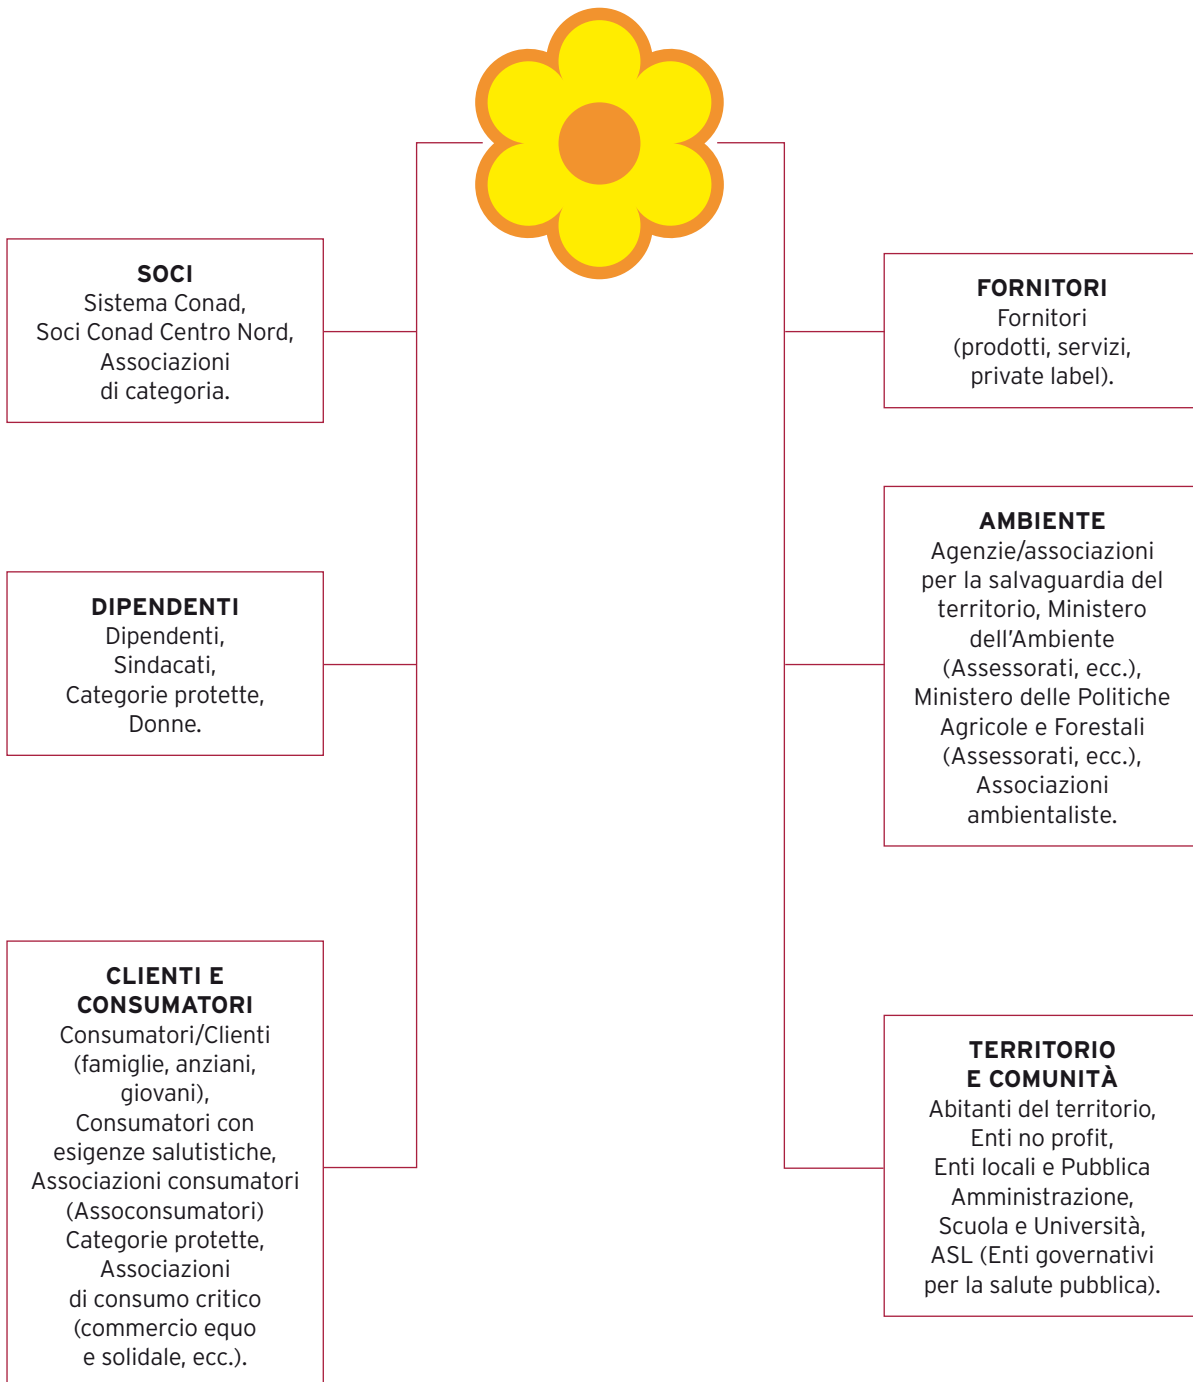 SOCI
Sistema Conad,
Soci Conad Centro Nord,
Associazioni
di categoria.
DIPENDENTI
Dipendenti,
Sindacati,
Categorie protette,
Donne.
CLIENTI E
CONSUMATORI
Consumatori/Clienti
(famiglie, anziani,
giovani),
Consumatori con
esigenze salutistiche,
Associazioni consumatori
(Assoconsumatori)
Categorie protette,
Associazioni
di consumo critico
(commercio equo
e solidale, ecc.).
FORNITORI
Fornitori
(prodotti, servizi,
private label).
AMBIENTE
Agenzie/associazioni
per la salvaguardia del
territorio, Ministero
dell'Ambiente
(Assessorati, ecc.),
Ministero delle Politiche
Agricole e Forestali
(Assessorati, ecc.),
Associazioni
ambientaliste.
TERRITORIO
E COMUNITÀ
Abitanti del territorio,
Enti no profit,
Enti locali e Pubblica
Amministrazione,
Scuola e Università,
ASL (Enti governativi
per la salute pubblica).